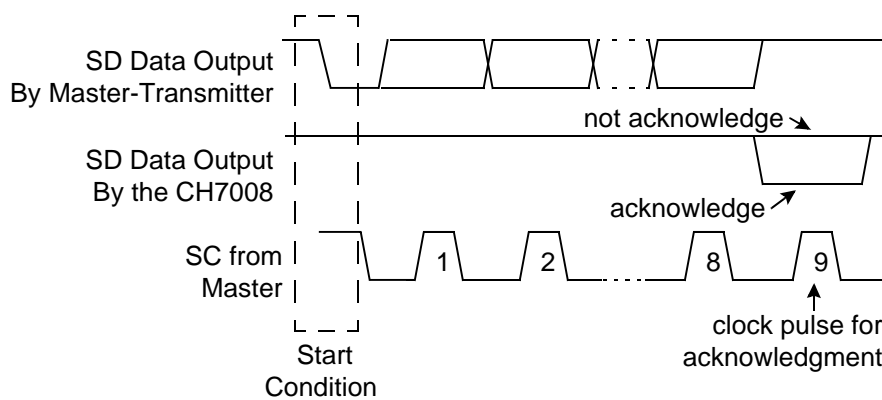 SD Data Output
By Master-Transmitter
not acknowledge
SD Data Output
By the CH7008
acknowledge
SC from
Master
1
2
8
9
clock pulse for
acknowledgment
Start
Condition